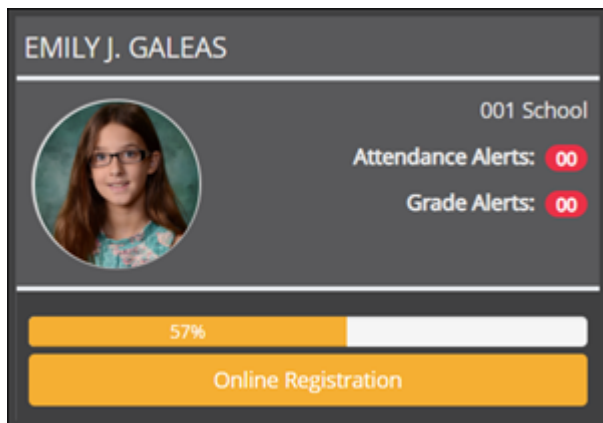 EMILY J. GALEAS
001 School
Attendance Alerts: 00
Grade Alerts: 00
57%
Online Registration